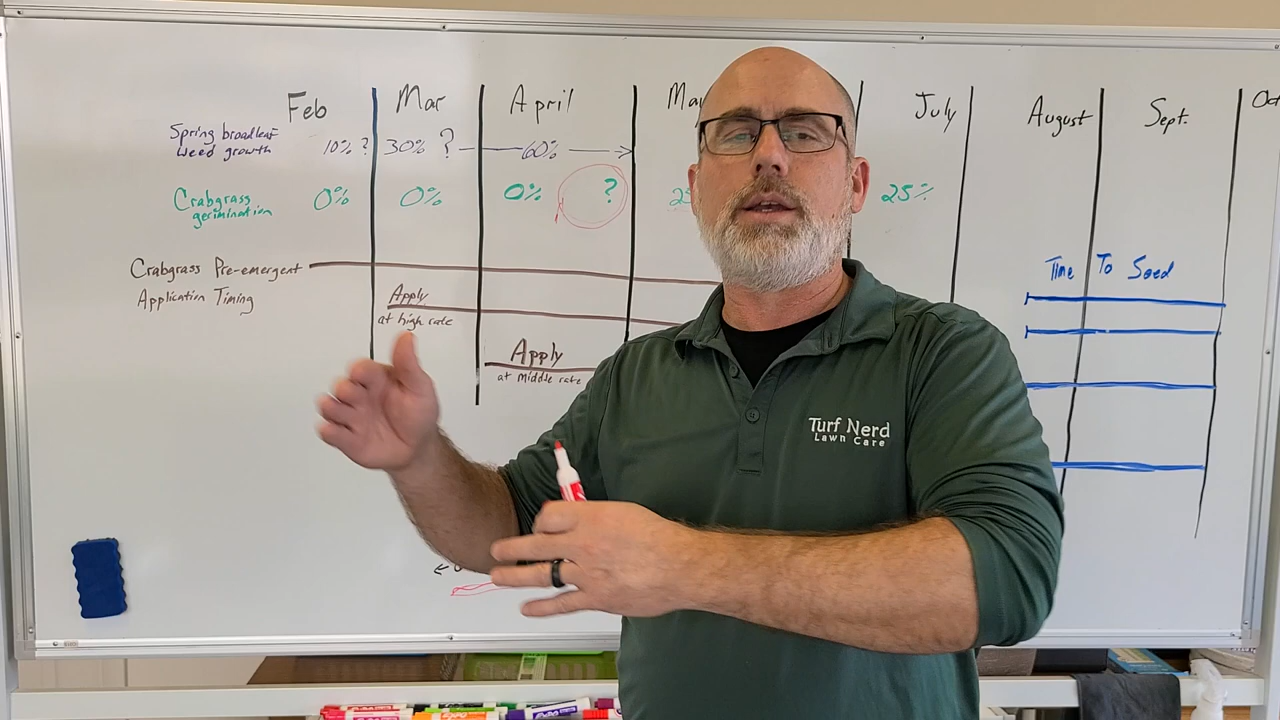 Feb Mar April May July August Sept. Oct
Spring broadleaf
weed growth 10% ? 30% ? 60%
Crabgrass
germination 0% 0% 0% ? 25%
Crabgrass Pre-emergent
Application Timing
Apply
at high rate
Apply
at middle rate
Time To Seed
Turf Nerd
Lawn Care